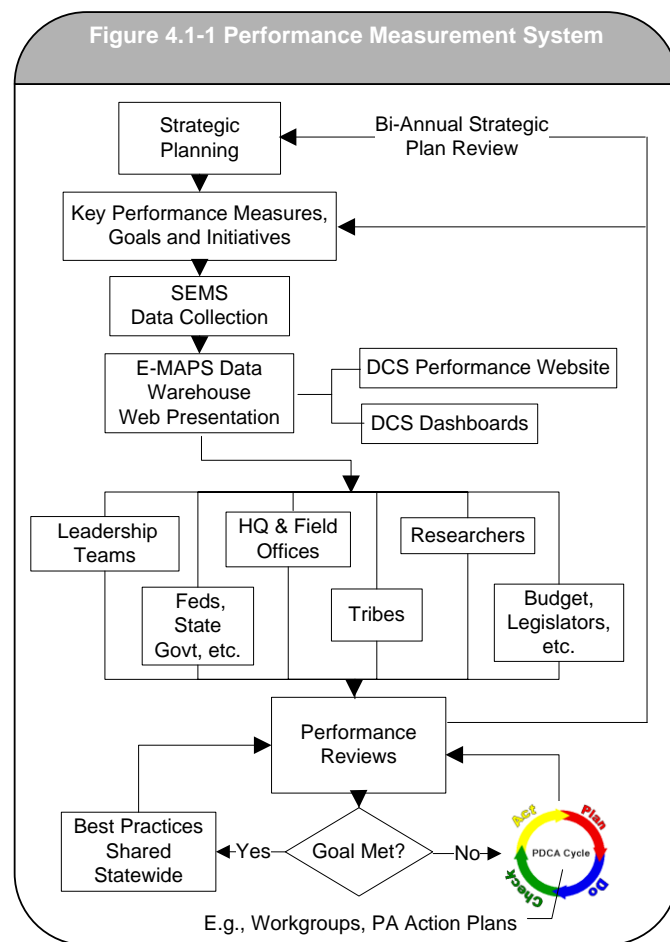 Figure 4.1-1 Performance Measurement System
Strategic
Planning
Bi-Annual Strategic
Plan Review
Key Performance Measures,
Goals and Initiatives
SEMS
Data Collection
E-MAPS Data
Warehouse
Web Presentation
DCS Performance Website
DCS Dashboards
Leadership
Teams
Feds,
State
Govt, etc.
HQ & Field
Offices
Tribes
Researchers
Budget,
Legislators,
etc.
Performance
Reviews
Best Practices
Shared
Statewide
Yes
Goal Met?
No
Act
Plan
PDCA Cycle
Check
Do
E.g., Workgroups, PA Action Plans